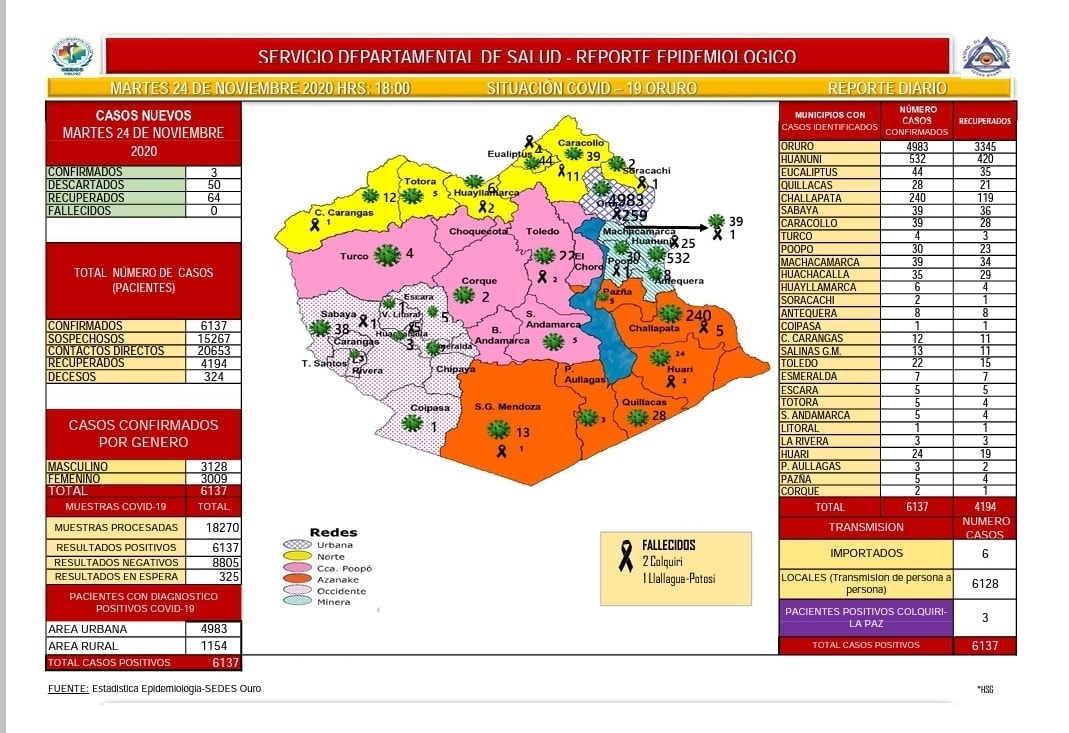 SERVICIO DEPARTAMENTAL DE SALUD - REPORTE EPIDEMIOLOGICO
MARTES 24 DE NOVIEMBRE 2020 HRS: 18:00 SITUACIÓN COVID – 19 ORURO REPORTE DIARIO
CASOS NUEVOS
MARTES 24 DE NOVIEMBRE
2020
CONFIRMADOS 3
DESCARTADOS 50
RECUPERADOS 64
FALLECIDOS 0
TOTAL NÚMERO DE CASOS
(PACIENTES)
CONFIRMADOS 6137
SOSPECHOSOS 15267
CONTACTOS DIRECTOS 20653
RECUPERADOS 4194
DECESOS 324
CASOS CONFIRMADOS
POR GENERO
MASCULINO 3128
FEMENINO 3009
TOTAL 6137
MUESTRAS COVID-19 TOTAL
MUESTRAS PROCESADAS 18270
RESULTADOS POSITIVOS 6137
RESULTADOS NEGATIVOS 8805
RESULTADOS EN ESPERA 325
PACIENTES CON DIAGNOSTICO
POSITIVOS COVID-19
AREA URBANA 4983
AREA RURAL 1154
TOTAL CASOS POSITIVOS 6137
Caracollo
39
11
Eualiptus
4
44
2
Soracachi
1
Totora
5
12
Huayllamarca
6
2
C. Carangas
1
4983
259
Choquecota
Toledo
22
2
El
Choro
Machacamarca
39
1
Huanuni
25
532
Poopo
30
1
8
Antequera
Turco
4
Corque
2
Pazña
5
240
Challapata
5
Escara
1
5
Sabaya
38
1
V. Litoral
5
3
Carangas
3
T. Santos
Rivera
Chipaya
S.
Andamarca
5
B.
Andamarca
24
Huari
2
P.
Aullagas
3
Quillacas
28
Coipasa
1
S.G. Mendoza
13
1
Redes
Urbana
Norte
Cca. Poopó
Azanake
Occidente
Minera
FALLECIDOS
2 Colquiri
1 Llallagua-Potosi
MUNICIPIOS CON
CASOS IDENTIFICADOS
NÚMERO
CASOS
CONFIRMADOS
RECUPERADOS
ORURO 4983 3345
HUANUNI 532 420
EUCALIPTUS 44 35
QUILLACAS 28 21
CHALLAPATA 240 119
SABAYA 39 36
CARACOLLO 39 28
TURCO 4 3
POOPO 30 23
MACHACAMARCA 39 34
HUACHACALLA 35 29
HUAYLLAMARCA 6 4
SORACACHI 2 1
ANTEQUERA 8 8
COIPASA 1 1
C. CARANGAS 12 11
SALINAS G.M. 13 11
TOLEDO 22 15
ESMERALDA 7 7
ESCARA 5 5
TOTORA 5 4
S. ANDAMARCA 5 4
LITORAL 1 1
LA RIVERA 3 3
HUARI 24 19
P. AULLAGAS 3 2
PAZÑA 5 4
CORQUE 2 1
TOTAL 6137 4194
TRANSMISION NUMERO
CASOS
IMPORTADOS 6
LOCALES (Transmision de persona a
persona) 6128
PACIENTES POSITIVOS COLQUIRI-
LA PAZ 3
TOTAL CASOS POSITIVOS 6137
FUENTE: Estadistica Epidemiologia-SEDES Ouro
*HSG